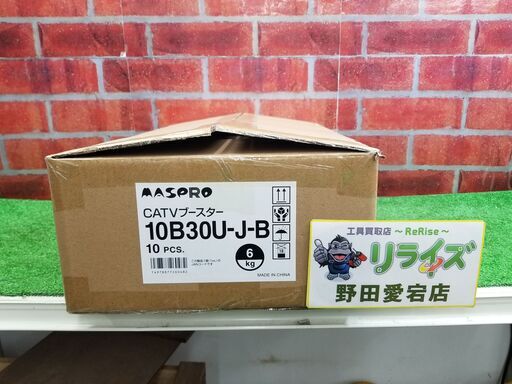 MASPRO
CATVブースター
10B30U-J-B
10 PCS.
6
kg
MADE IN CHINA
工具買取店 ～ReRise～
リライズ
野田愛宕店